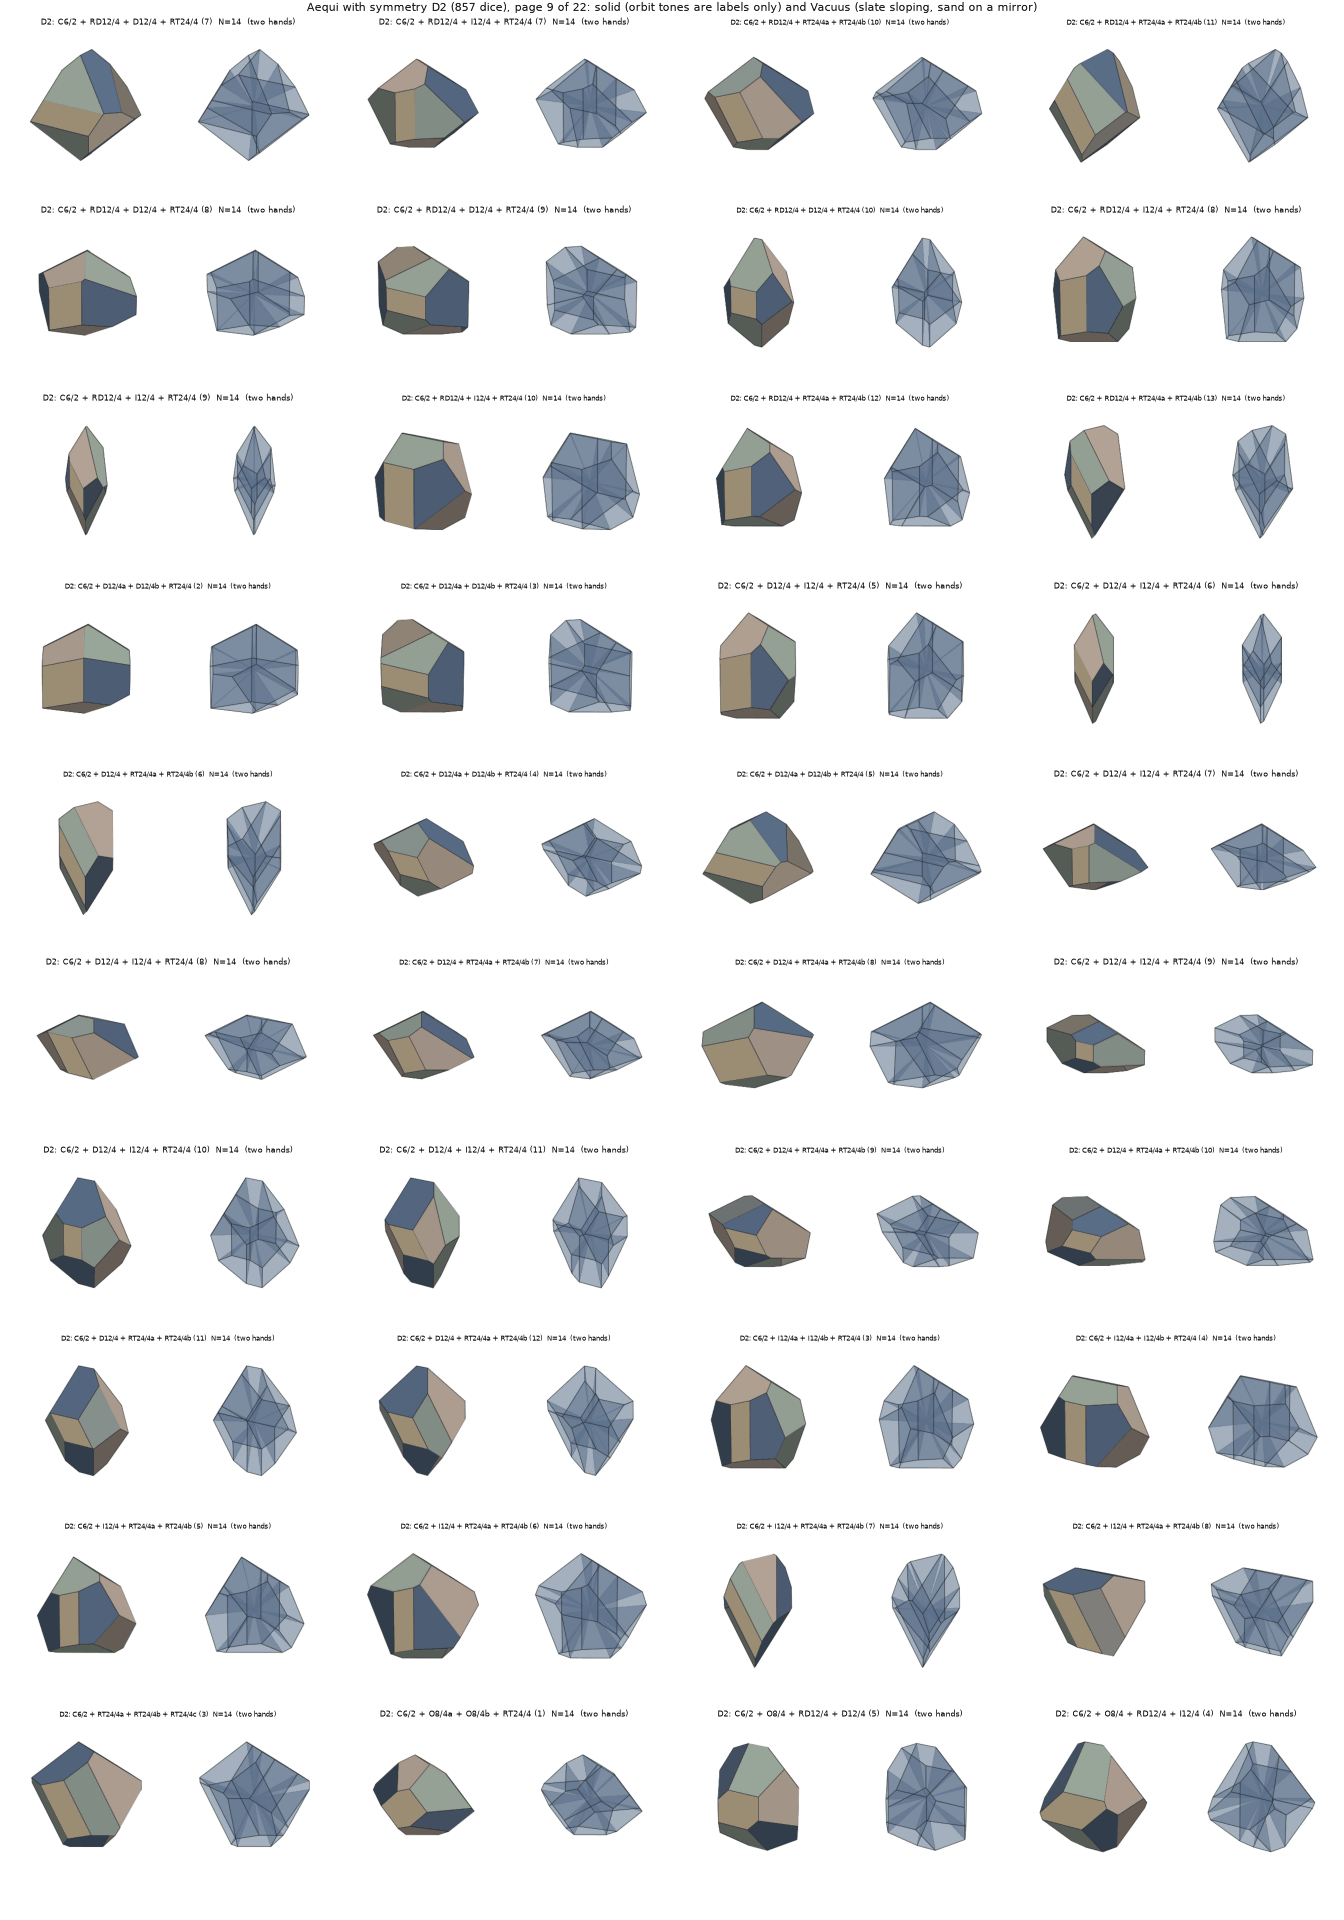 Aequi with symmetry D2 (857 dice), page 9 of 22: solid (orbit tones are labels only) and Vacuus (slate sloping, sand on a mirror)
D2: C6/2 + RD12/4 + D12/4 + RT24/4 (7)  N=14  (two hands)
D2: C6/2 + RD12/4 + I12/4 + RT24/4 (7)  N=14  (two hands)
D2: C6/2 + RD12/4 + RT24/4a + RT24/4b (10)  N=14  (two hands)
D2: C6/2 + RD12/4 + RT24/4a + RT24/4b (11)  N=14  (two hands)
D2: C6/2 + RD12/4 + D12/4 + RT24/4 (8)  N=14  (two hands)
D2: C6/2 + RD12/4 + D12/4 + RT24/4 (9)  N=14  (two hands)
D2: C6/2 + RD12/4 + D12/4 + RT24/4 (10)  N=14  (two hands)
D2: C6/2 + RD12/4 + I12/4 + RT24/4 (8)  N=14  (two hands)
D2: C6/2 + RD12/4 + I12/4 + RT24/4 (9)  N=14  (two hands)
D2: C6/2 + RD12/4 + I12/4 + RT24/4 (10)  N=14  (two hands)
D2: C6/2 + RD12/4 + RT24/4a + RT24/4b (12)  N=14  (two hands)
D2: C6/2 + RD12/4 + RT24/4a + RT24/4b (13)  N=14  (two hands)
D2: C6/2 + D12/4a + D12/4b + RT24/4 (2)  N=14  (two hands)
D2: C6/2 + D12/4a + D12/4b + RT24/4 (3)  N=14  (two hands)
D2: C6/2 + D12/4 + I12/4 + RT24/4 (5)  N=14  (two hands)
D2: C6/2 + D12/4 + I12/4 + RT24/4 (6)  N=14  (two hands)
D2: C6/2 + D12/4 + RT24/4a + RT24/4b (6)  N=14  (two hands)
D2: C6/2 + D12/4a + D12/4b + RT24/4 (4)  N=14  (two hands)
D2: C6/2 + D12/4a + D12/4b + RT24/4 (5)  N=14  (two hands)
D2: C6/2 + D12/4 + I12/4 + RT24/4 (7)  N=14  (two hands)
D2: C6/2 + D12/4 + I12/4 + RT24/4 (8)  N=14  (two hands)
D2: C6/2 + D12/4 + RT24/4a + RT24/4b (7)  N=14  (two hands)
D2: C6/2 + D12/4 + RT24/4a + RT24/4b (8)  N=14  (two hands)
D2: C6/2 + D12/4 + I12/4 + RT24/4 (9)  N=14  (two hands)
D2: C6/2 + D12/4 + I12/4 + RT24/4 (10)  N=14  (two hands)
D2: C6/2 + D12/4 + I12/4 + RT24/4 (11)  N=14  (two hands)
D2: C6/2 + D12/4 + RT24/4a + RT24/4b (9)  N=14  (two hands)
D2: C6/2 + D12/4 + RT24/4a + RT24/4b (10)  N=14  (two hands)
D2: C6/2 + D12/4 + RT24/4a + RT24/4b (11)  N=14  (two hands)
D2: C6/2 + D12/4 + RT24/4a + RT24/4b (12)  N=14  (two hands)
D2: C6/2 + I12/4a + I12/4b + RT24/4 (3)  N=14  (two hands)
D2: C6/2 + I12/4a + I12/4b + RT24/4 (4)  N=14  (two hands)
D2: C6/2 + I12/4 + RT24/4a + RT24/4b (5)  N=14  (two hands)
D2: C6/2 + I12/4 + RT24/4a + RT24/4b (6)  N=14  (two hands)
D2: C6/2 + I12/4 + RT24/4a + RT24/4b (7)  N=14  (two hands)
D2: C6/2 + I12/4 + RT24/4a + RT24/4b (8)  N=14  (two hands)
D2: C6/2 + RT24/4a + RT24/4b + RT24/4c (3)  N=14  (two hands)
D2: C6/2 + O8/4a + O8/4b + RT24/4 (1)  N=14  (two hands)
D2: C6/2 + O8/4 + RD12/4 + D12/4 (5)  N=14  (two hands)
D2: C6/2 + O8/4 + RD12/4 + I12/4 (4)  N=14  (two hands)